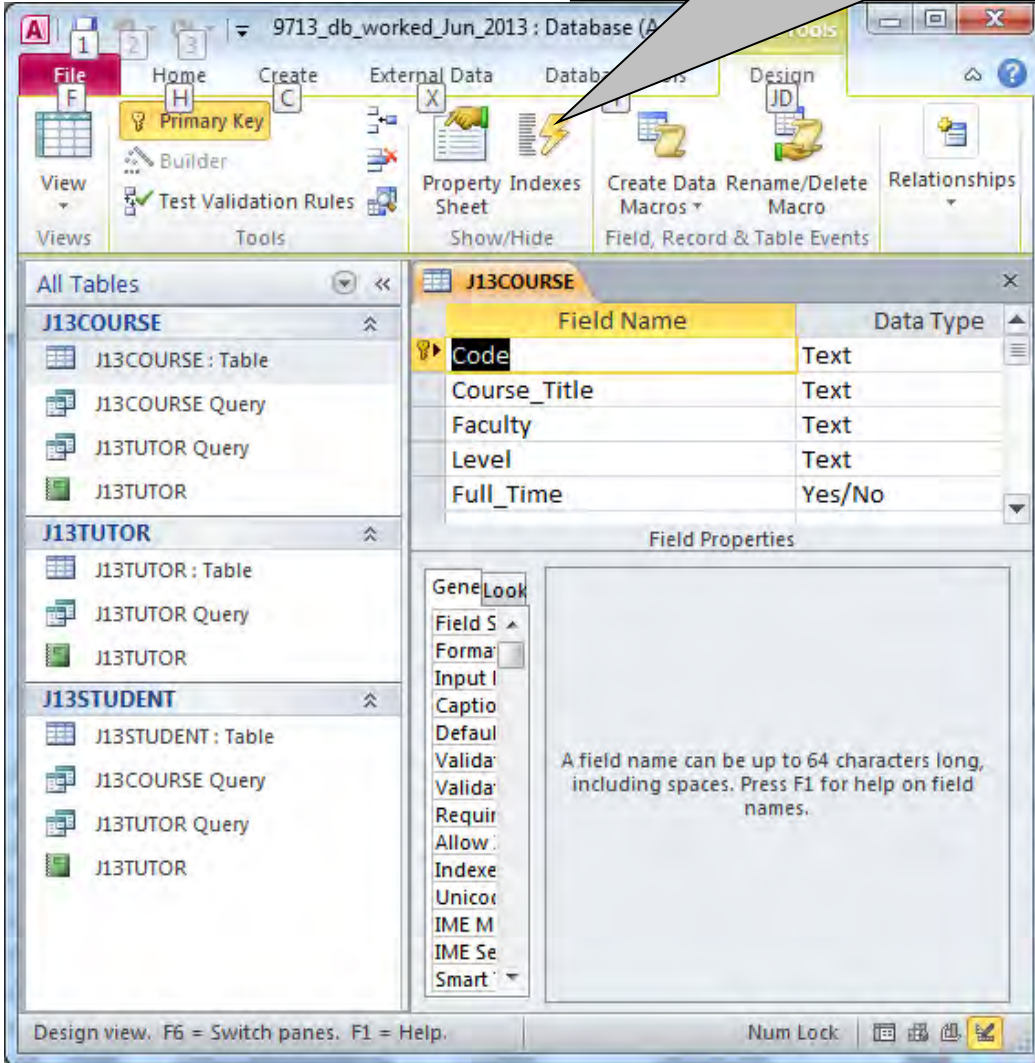 9713_db_worked_Jun_2013 : Database (A
1 2 3
File Home Create External Data Design
F H C X JD
Primary Key
Builder
Test Validation Rules
View
Property Sheet
Indexes
Create Data Macros
Rename/Delete Macro
Relationships
Views Tools Show/Hide Field, Record & Table Events
All Tables
J13COURSE
J13COURSE : Table
J13COURSE Query
J13TUTOR Query
J13TUTOR
J13TUTOR
J13TUTOR : Table
J13TUTOR Query
J13TUTOR
J13STUDENT
J13STUDENT : Table
J13COURSE Query
J13TUTOR Query
J13TUTOR
J13COURSE
Field Name Data Type
Code Text
Course_Title Text
Faculty Text
Level Text
Full_Time Yes/No
Field Properties
Gene Look
Field S
Format
Input
Captio
Defaul
Valida
Valida
Requir
Allow
Indexe
Unico
IME M
IME Se
Smart
A field name can be up to 64 characters long,
including spaces. Press F1 for help on field
names.
Design view. F6 = Switch panes. F1 = Help. Num Lock